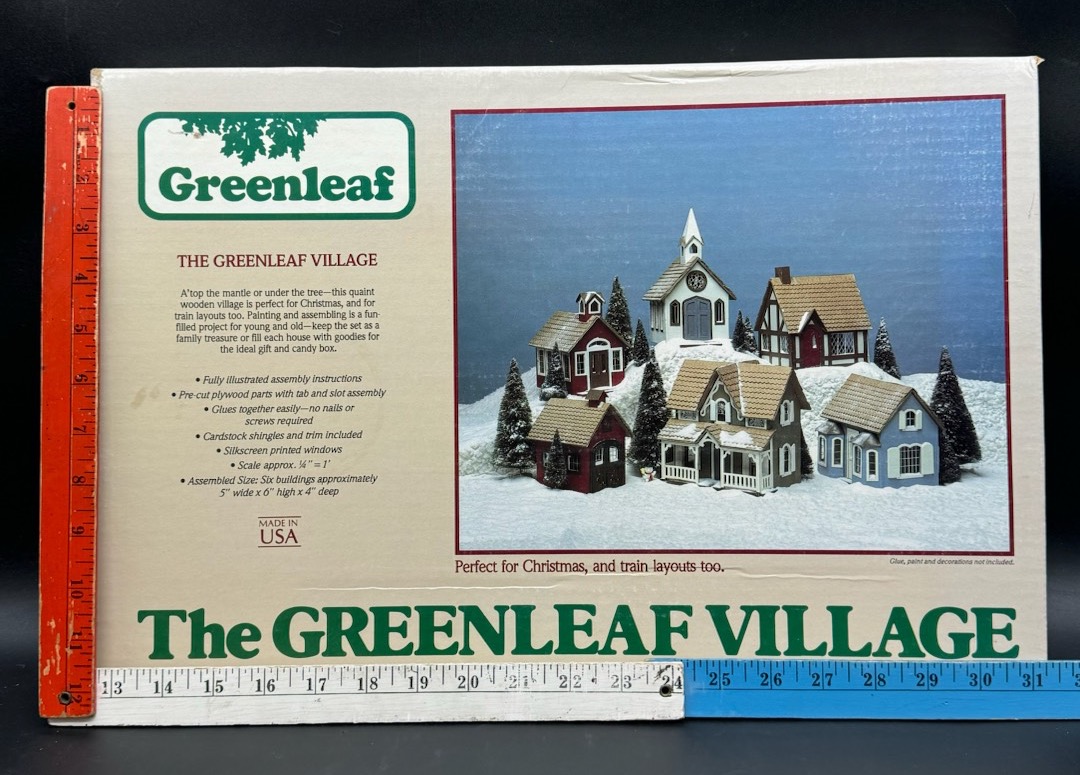 Greenleaf
THE GREENLEAF VILLAGE
A'top the mantle or under the tree—this quaint
wooden village is perfect for Christmas, and for
train layouts too. Painting and assembling is a fun-
filled project for young and old—keep the set as a
family treasure or fill each house with goodies for
the ideal gift and candy box.
• Fully illustrated assembly instructions
• Pre-cut plywood parts with tab and slot assembly
• Glues together easily—no nails or
screws required
• Cardstock shingles and trim included
• Silkscreen printed windows
• Scale approx. ¼" = 1'
• Assembled Size: Six buildings approximately
5" wide x 6" high x 4" deep
MADE IN
USA
Perfect for Christmas, and train layouts too.
Glue, paint and decorations not included.
The GREENLEAF VILLAGE
1 2 3 4 5 6 7 8 9 10 11 12
13 14 15 16 17 18 19 20 21 22 23 24 25 26 27 28 29 30 31